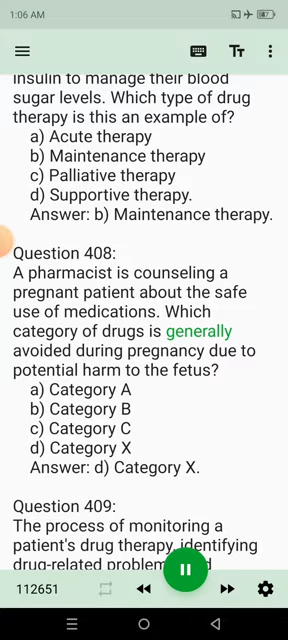 1:06 AM
insulin to manage their blood
sugar levels. Which type of drug
therapy is this an example of?
a) Acute therapy
b) Maintenance therapy
c) Palliative therapy
d) Supportive therapy.
Answer: b) Maintenance therapy.
Question 408:
A pharmacist is counseling a
pregnant patient about the safe
use of medications. Which
category of drugs is generally
avoided during pregnancy due to
potential harm to the fetus?
a) Category A
b) Category B
c) Category C
d) Category X
Answer: d) Category X.
Question 409:
The process of monitoring a
patient's drug therapy, identifying
drug-related
112651